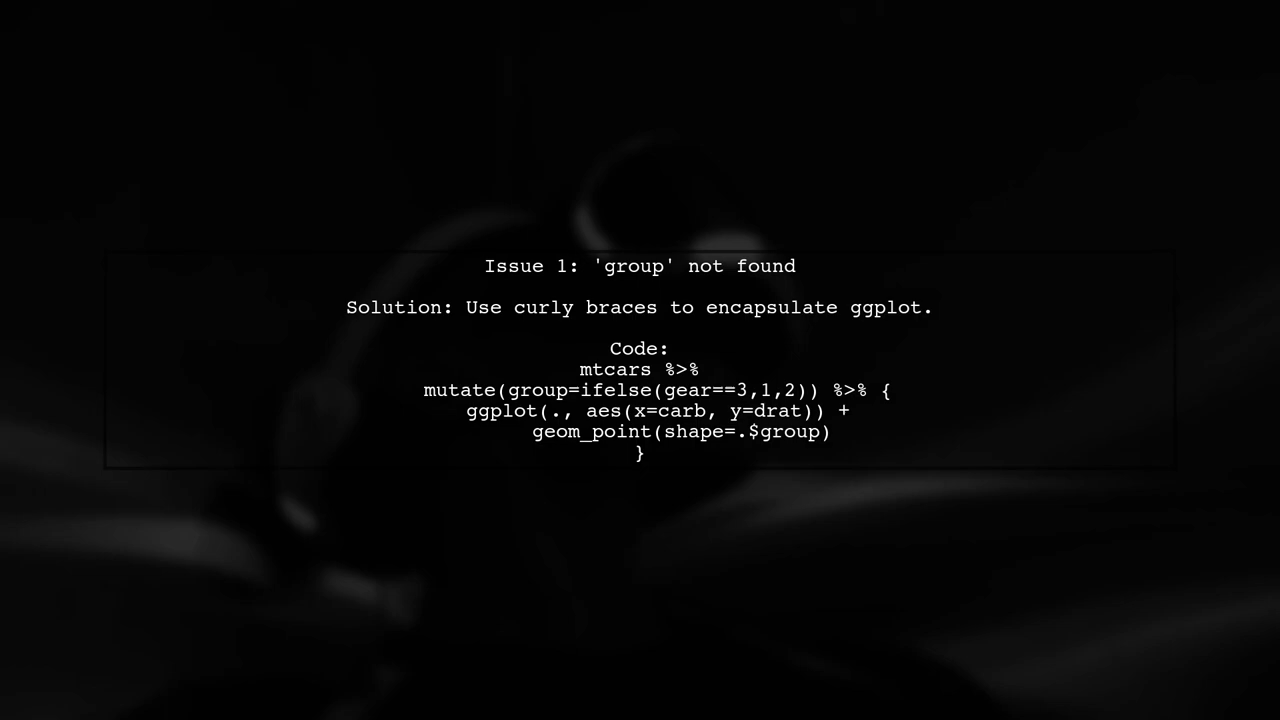 Issue 1: 'group' not found
Solution: Use curly braces to encapsulate ggplot.
Code:
mtcars %>%
mutate(group=ifelse(gear==3,1,2)) %>% {
ggplot(., aes(x=carb, y=drat)) +
geom_point(shape=.$group)
}